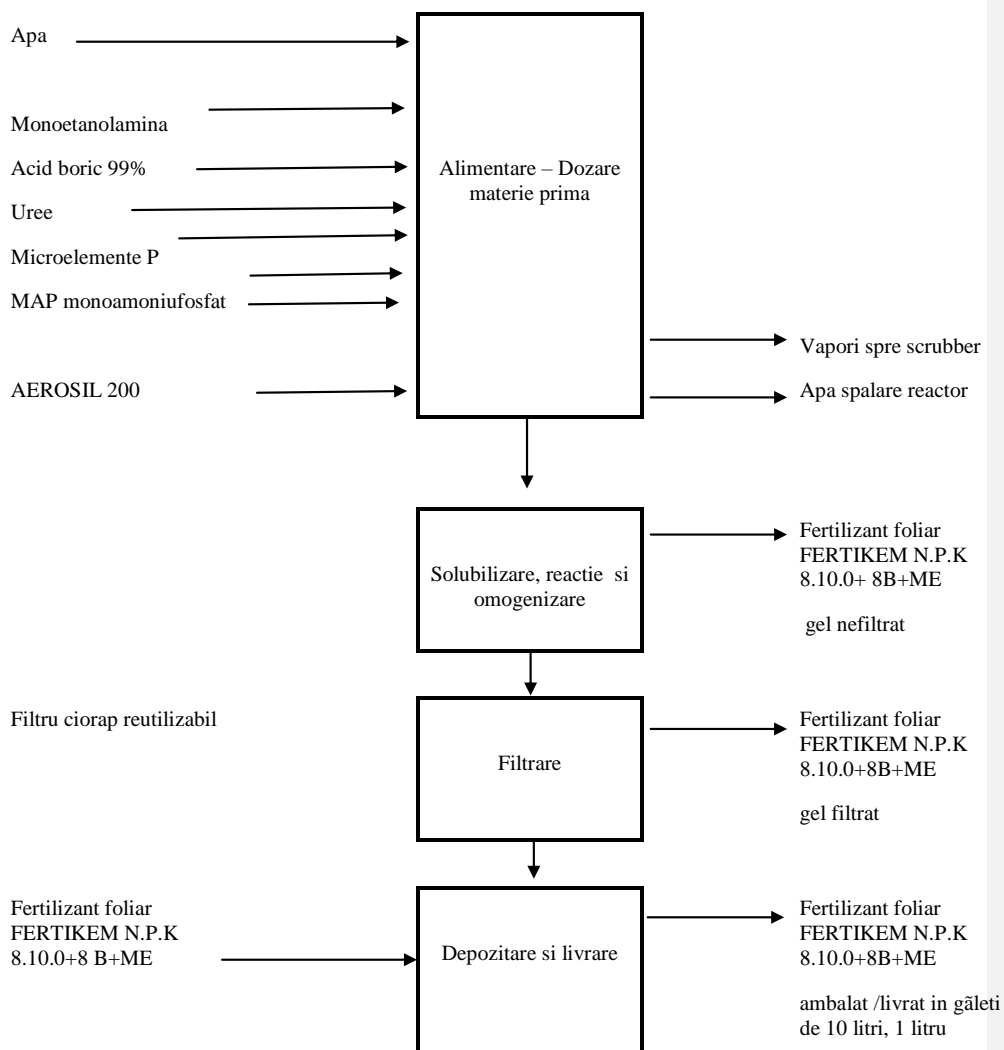 Apa
Monoetanolamina
Acid boric 99%
Uree
Microelemente P
MAP monoamoniufosfat
AEROSIL 200
Alimentare – Dozare
materie prima
Vapori spre scrubber
Apa spalare reactor
Solubilizare, reactie si
omogenizare
Fertilizant foliar
FERTIKEM N.P.K
8.10.0+ 8B+ME
gel nefiltrat
Filtru ciorap reutilizabil
Filtrare
Fertilizant foliar
FERTIKEM N.P.K
8.10.0+8B+ME
gel filtrat
Fertilizant foliar
FERTIKEM N.P.K
8.10.0+8 B+ME
Depozitare si livrare
Fertilizant foliar
FERTIKEM N.P.K
8.10.0+8B+ME
ambalat /livrat in gãleti
de 10 litri, 1 litru